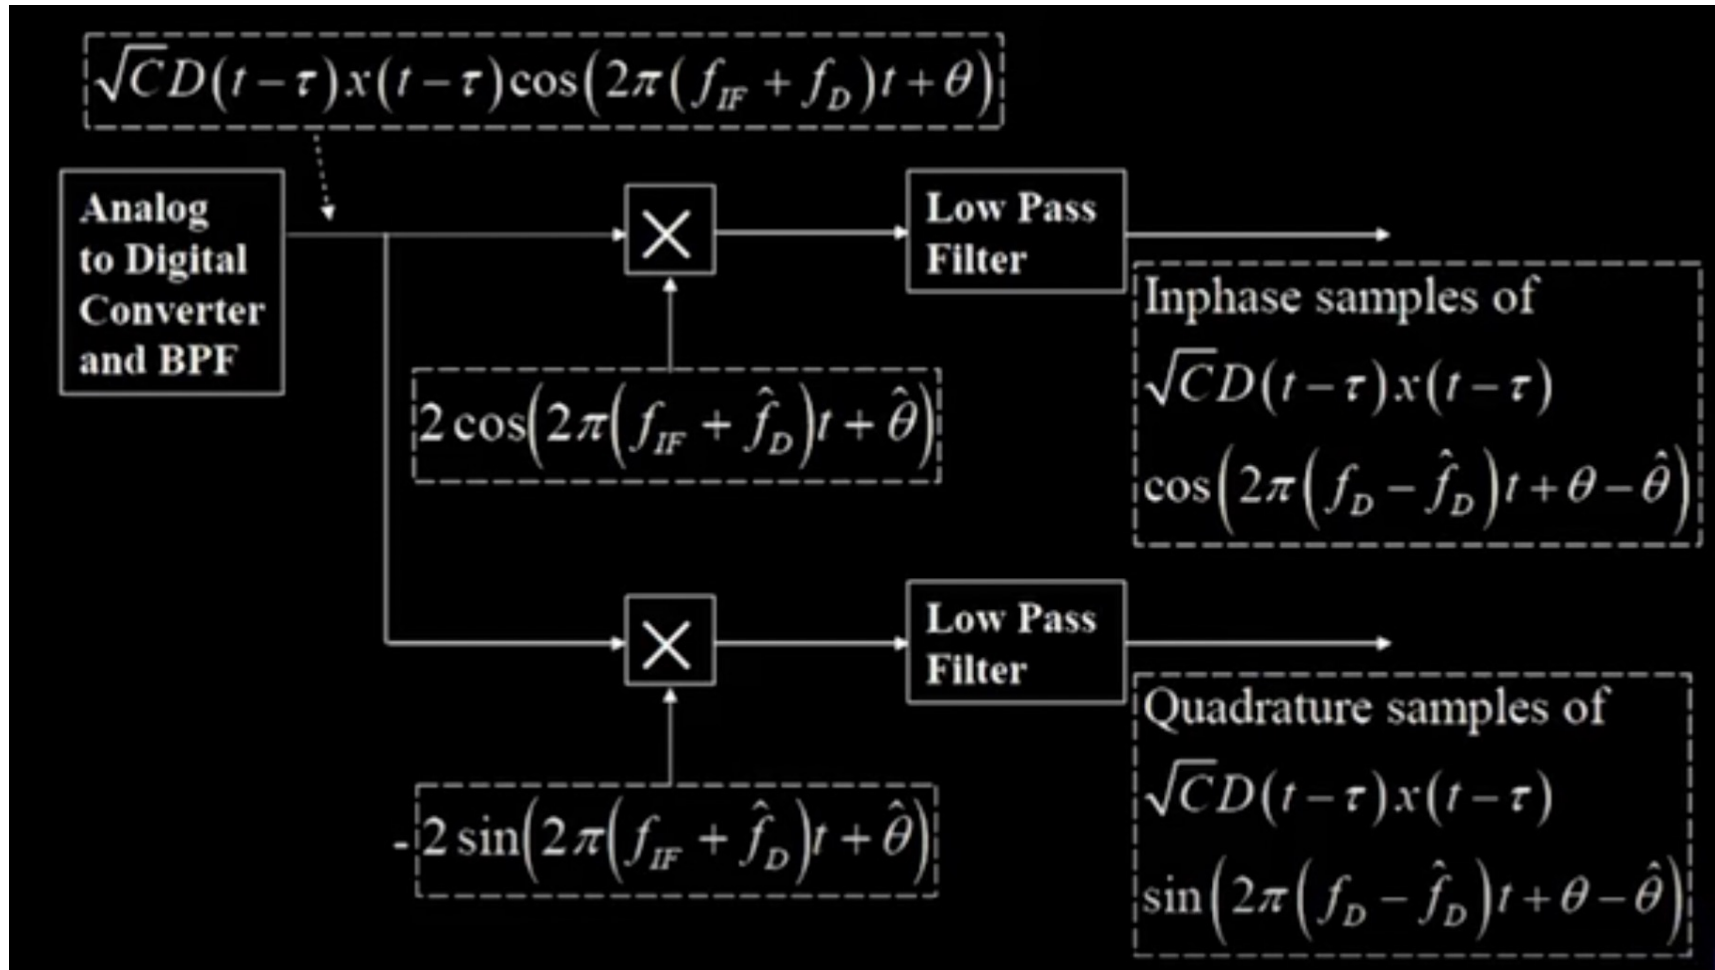 √C D(t − τ) x(t − τ) cos(2π(f_IF + f_D)t + θ)
Analog
to Digital
Converter
and BPF
×
Low Pass
Filter
2 cos(2π(f_IF + f̂_D)t + θ̂)
Inphase samples of
√C D(t − τ) x(t − τ)
cos(2π(f_D − f̂_D)t + θ − θ̂)
×
Low Pass
Filter
- 2 sin(2π(f_IF + f̂_D)t + θ̂)
Quadrature samples of
√C D(t − τ) x(t − τ)
sin(2π(f_D − f̂_D)t + θ − θ̂)